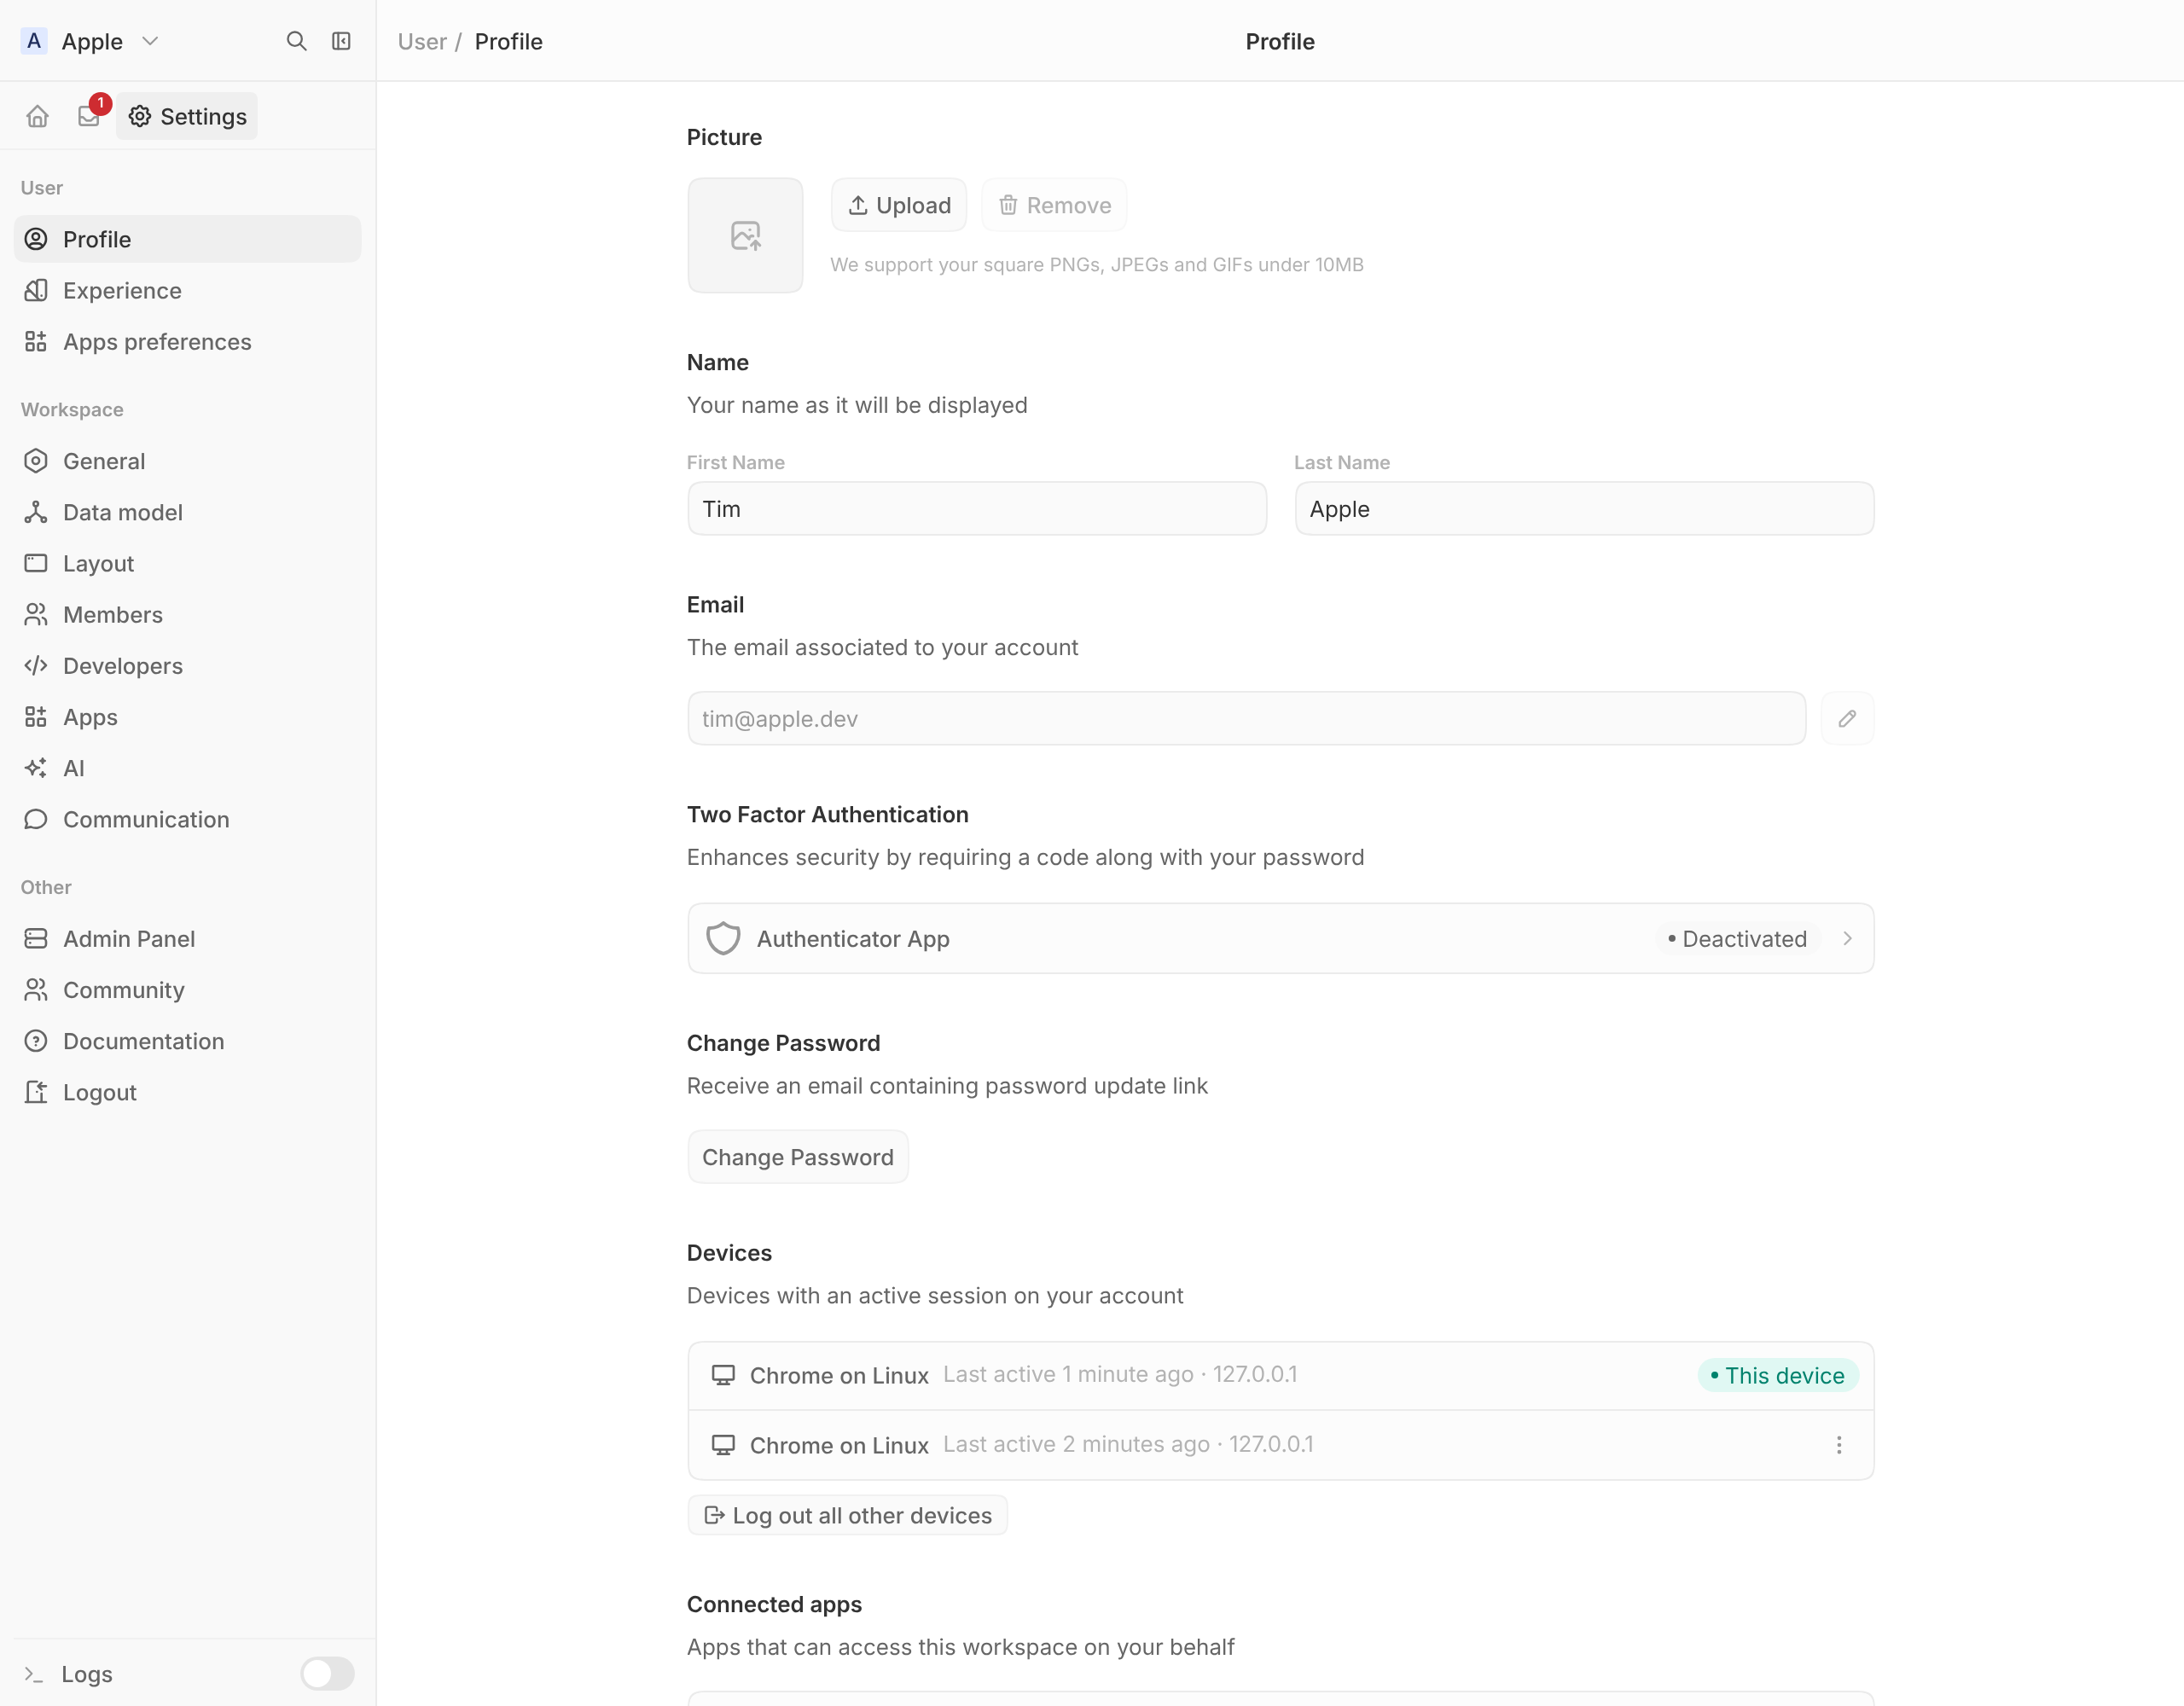 A Apple
User / Profile
Profile
1
Settings
User
Profile
Experience
Apps preferences
Workspace
General
Data model
Layout
Members
Developers
Apps
AI
Communication
Other
Admin Panel
Community
Documentation
Logout
Logs
Picture
Upload
Remove
We support your square PNGs, JPEGs and GIFs under 10MB
Name
Your name as it will be displayed
First Name
Tim
Last Name
Apple
Email
The email associated to your account
tim@apple.dev
Two Factor Authentication
Enhances security by requiring a code along with your password
Authenticator App
• Deactivated
Change Password
Receive an email containing password update link
Change Password
Devices
Devices with an active session on your account
Chrome on Linux Last active 1 minute ago · 127.0.0.1
• This device
Chrome on Linux Last active 2 minutes ago · 127.0.0.1
Log out all other devices
Connected apps
Apps that can access this workspace on your behalf